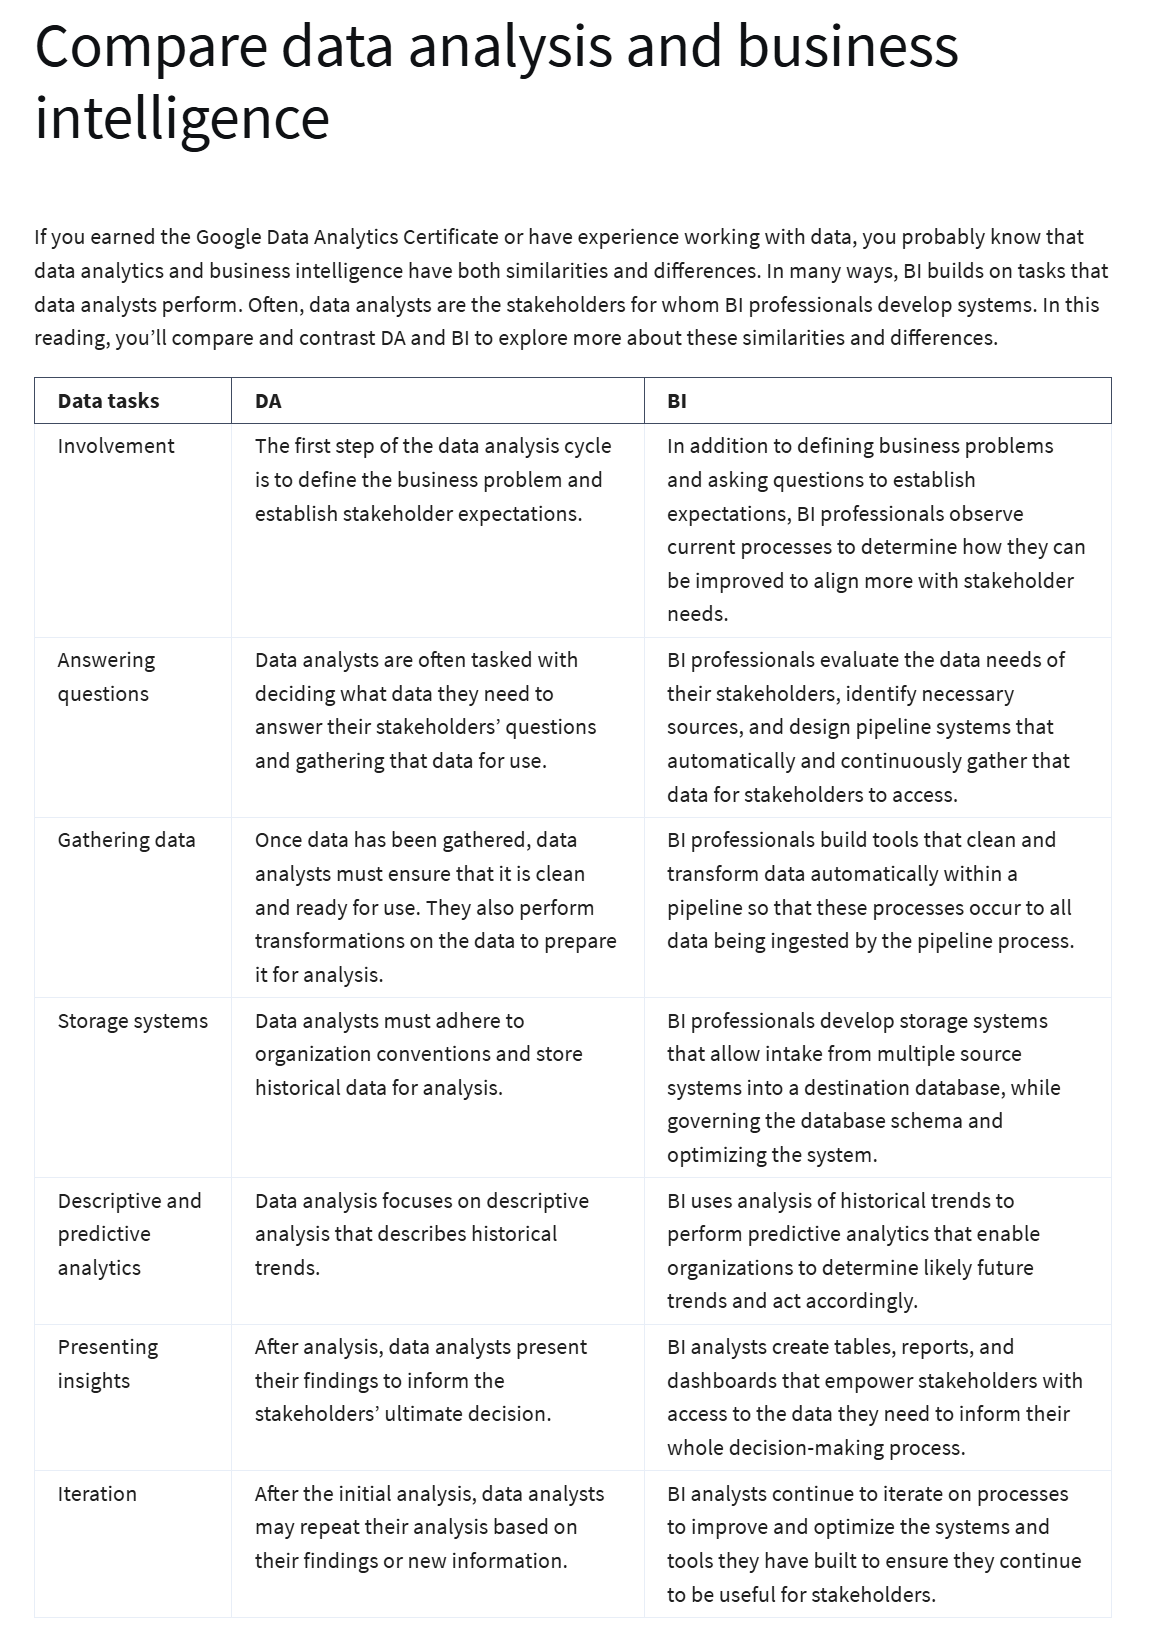 Compare data analysis and business
intelligence
If you earned the Google Data Analytics Certificate or have experience working with data, you probably know that
data analytics and business intelligence have both similarities and differences. In many ways, BI builds on tasks that
data analysts perform. Often, data analysts are the stakeholders for whom BI professionals develop systems. In this
reading, you’ll compare and contrast DA and BI to explore more about these similarities and differences.
Data tasks
DA
BI
Involvement
The first step of the data analysis cycle
is to define the business problem and
establish stakeholder expectations.
In addition to defining business problems
and asking questions to establish
expectations, BI professionals observe
current processes to determine how they can
be improved to align more with stakeholder
needs.
Answering
questions
Data analysts are often tasked with
deciding what data they need to
answer their stakeholders’ questions
and gathering that data for use.
BI professionals evaluate the data needs of
their stakeholders, identify necessary
sources, and design pipeline systems that
automatically and continuously gather that
data for stakeholders to access.
Gathering data
Once data has been gathered, data
analysts must ensure that it is clean
and ready for use. They also perform
transformations on the data to prepare
it for analysis.
BI professionals build tools that clean and
transform data automatically within a
pipeline so that these processes occur to all
data being ingested by the pipeline process.
Storage systems
Data analysts must adhere to
organization conventions and store
historical data for analysis.
BI professionals develop storage systems
that allow intake from multiple source
systems into a destination database, while
governing the database schema and
optimizing the system.
Descriptive and
predictive
analytics
Data analysis focuses on descriptive
analysis that describes historical
trends.
BI uses analysis of historical trends to
perform predictive analytics that enable
organizations to determine likely future
trends and act accordingly.
Presenting
insights
After analysis, data analysts present
their findings to inform the
stakeholders’ ultimate decision.
BI analysts create tables, reports, and
dashboards that empower stakeholders with
access to the data they need to inform their
whole decision-making process.
Iteration
After the initial analysis, data analysts
may repeat their analysis based on
their findings or new information.
BI analysts continue to iterate on processes
to improve and optimize the systems and
tools they have built to ensure they continue
to be useful for stakeholders.